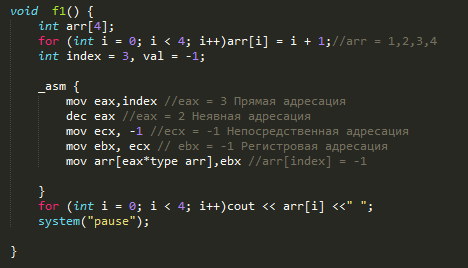 void  f1() {
    int arr[4];
    for (int i = 0; i < 4; i++)arr[i] = i + 1;//arr = 1,2,3,4
    int index = 3, val = -1;
    _asm {
        mov eax,index //eax = 3 Прямая адресация
        dec eax //eax = 2 Неявная адресация
        mov ecx, -1 //ecx = -1 Непосредственная адресация
        mov ebx, ecx // ebx = -1 Регистровая адресация
        mov arr[eax*type arr],ebx //arr[index] = -1
    }
    for (int i = 0; i < 4; i++)cout << arr[i] <<" ";
    system("pause");
}